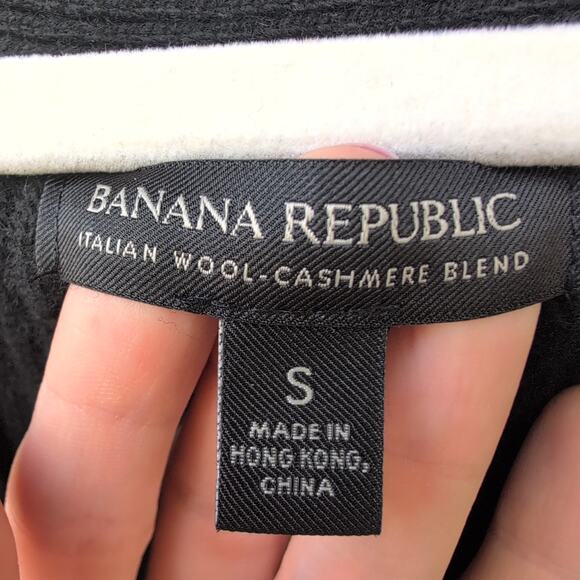 BANANA REPUBLIC
ITALIAN WOOL-CASHMERE BLEND
S
MADE IN
HONG KONG,
CHINA